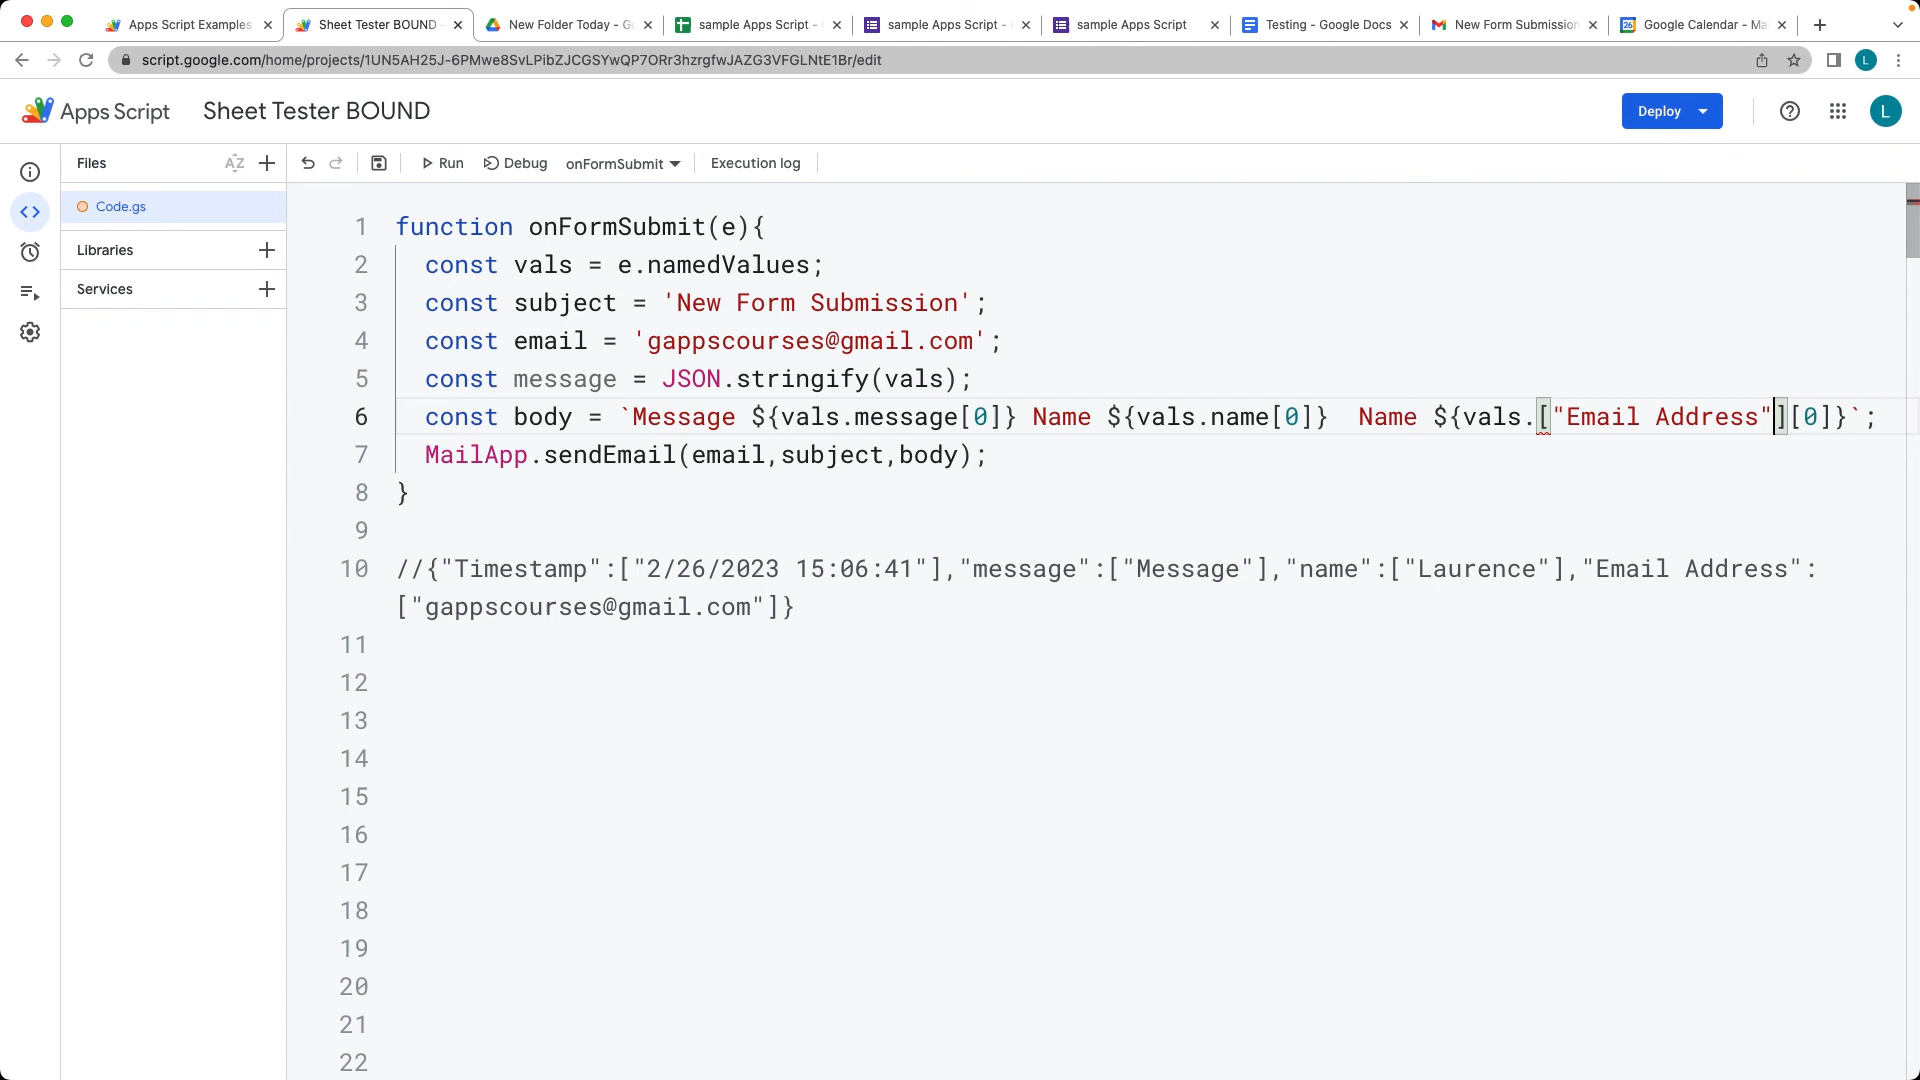 Apps Script Examples
Sheet Tester BOUND -
New Folder Today - Go
sample Apps Script -
sample Apps Script -
sample Apps Script
Testing - Google Docs
New Form Submission
Google Calendar - Ma
script.google.com/home/projects/1UN5AH25J-6PMwe8SvLPibZJCGSYwQP7ORr3hzrgfwJAZG3VFGLNtE1Br/edit
L
Apps Script
Sheet Tester BOUND
Deploy
L
Files
AZ
Run
Debug
onFormSubmit
Execution log
Code.gs
Libraries
Services
1 function onFormSubmit(e){
2 const vals = e.namedValues;
3 const subject = 'New Form Submission';
4 const email = 'gappscourses@gmail.com';
5 const message = JSON.stringify(vals);
6 const body = `Message ${vals.message[0]} Name ${vals.name[0]}  Name ${vals.["Email Address"][0]}`;
7 MailApp.sendEmail(email,subject,body);
8 }
9
10 //{"Timestamp":["2/26/2023 15:06:41"],"message":["Message"],"name":["Laurence"],"Email Address":
["gappscourses@gmail.com"]}
11
12
13
14
15
16
17
18
19
20
21
22